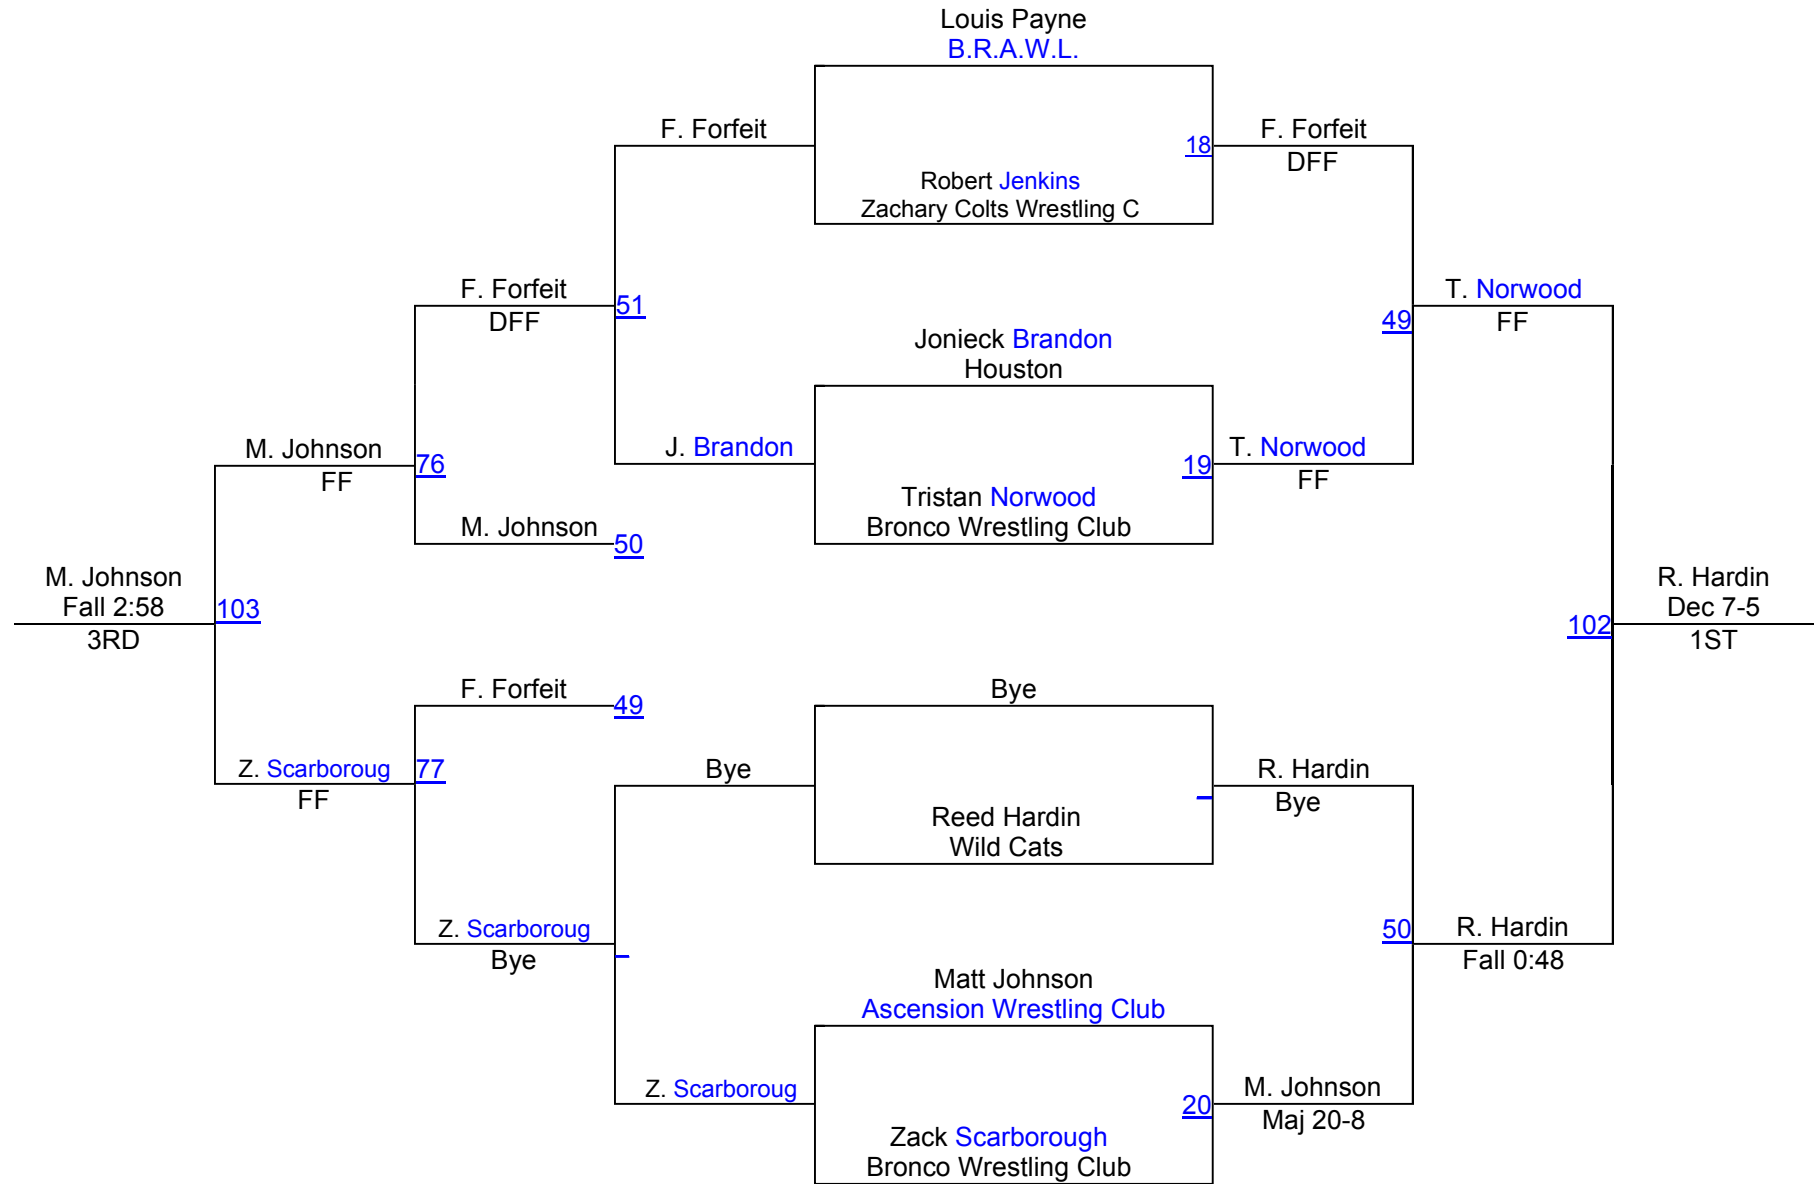 Louis Payne
B.R.A.W.L.
F. Forfeit
18
F. Forfeit
DFF
Robert Jenkins
Zachary Colts Wrestling C
F. Forfeit
DFF
51
T. Norwood
FF
49
Jonieck Brandon
Houston
M. Johnson
FF
76
J. Brandon
19
T. Norwood
FF
Tristan Norwood
Bronco Wrestling Club
M. Johnson
50
M. Johnson
Fall 2:58
3RD
103
R. Hardin
Dec 7-5
1ST
102
F. Forfeit
49
Bye
Z. Scarboroug
FF
77
Bye
R. Hardin
Bye
Reed Hardin
Wild Cats
Z. Scarboroug
Bye
50
R. Hardin
Fall 0:48
Matt Johnson
Ascension Wrestling Club
Z. Scarboroug
20
M. Johnson
Maj 20-8
Zack Scarborough
Bronco Wrestling Club